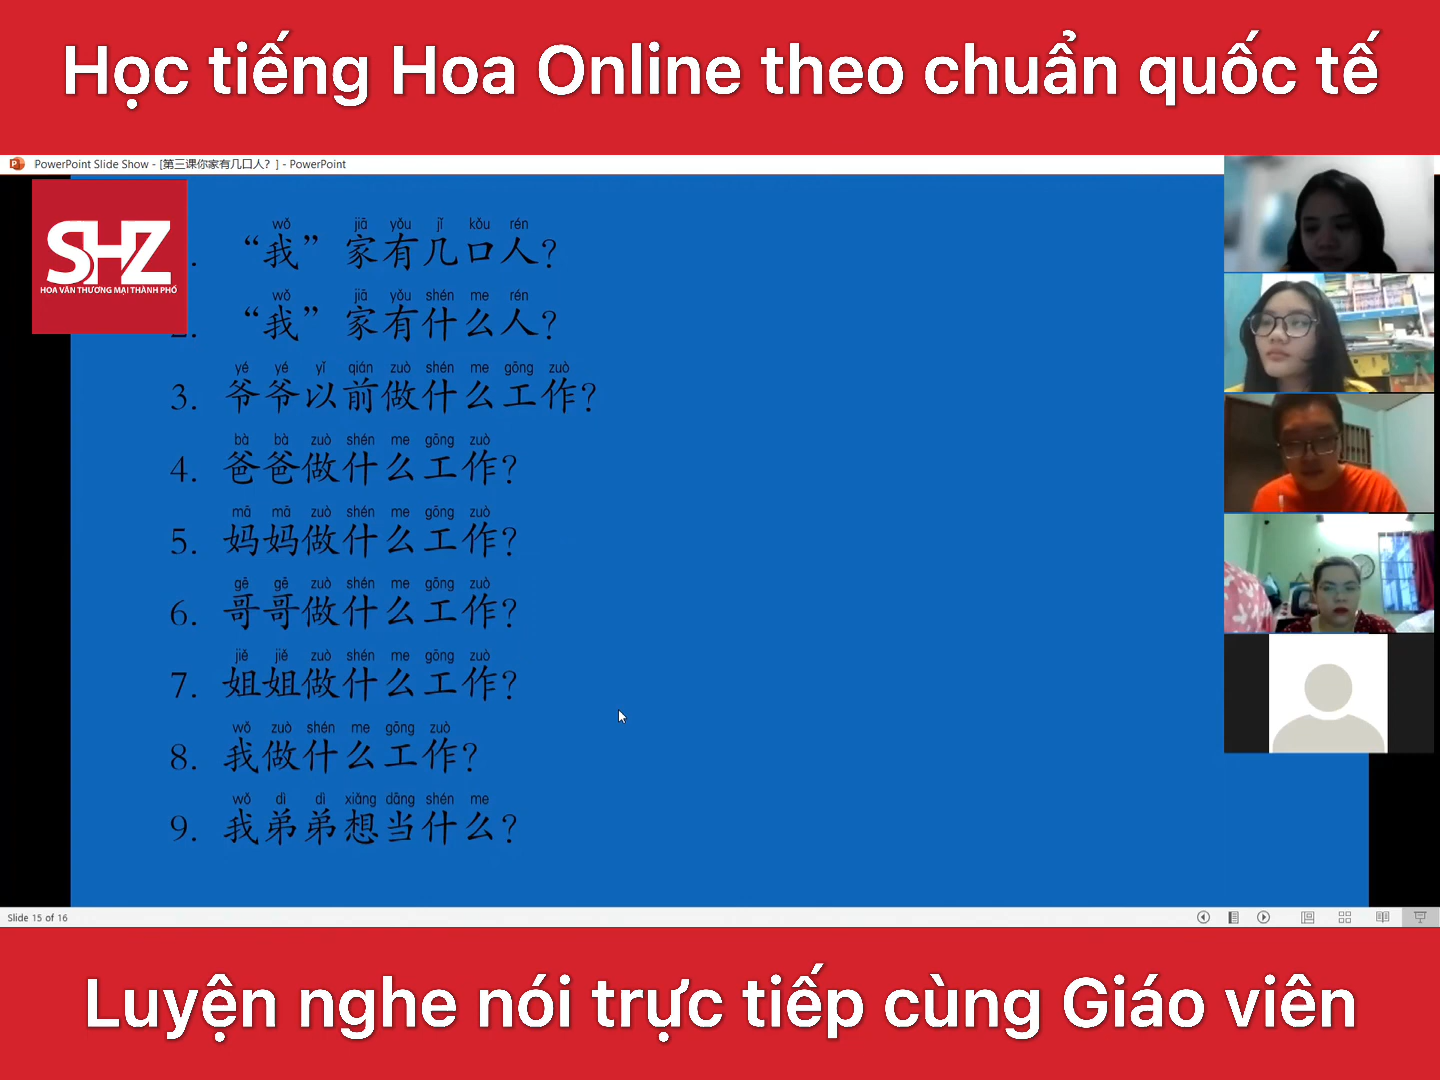 Học tiếng Hoa Online theo chuẩn quốc tế
PowerPoint Slide Show - [第三课你家有几口人？] - PowerPoint
SHZ
HOA VĂN THƯƠNG MẠI THÀNH PHỐ
wǒ jiā yǒu jǐ kǒu rén
. “我” 家有几口人?
wǒ jiā yǒu shén me rén
2. “我” 家有什么人?
yé yé yǐ qián zuò shén me gōng zuò
3. 爷爷以前做什么工作?
bà bà zuò shén me gōng zuò
4. 爸爸做什么工作?
mā mā zuò shén me gōng zuò
5. 妈妈做什么工作?
gē gē zuò shén me gōng zuò
6. 哥哥做什么工作?
jiě jiě zuò shén me gōng zuò
7. 姐姐做什么工作?
wǒ zuò shén me gōng zuò
8. 我做什么工作?
wǒ dì dì xiǎng dāng shén me
9. 我弟弟想当什么?
Slide 15 of 16
Luyện nghe nói trực tiếp cùng Giáo viên